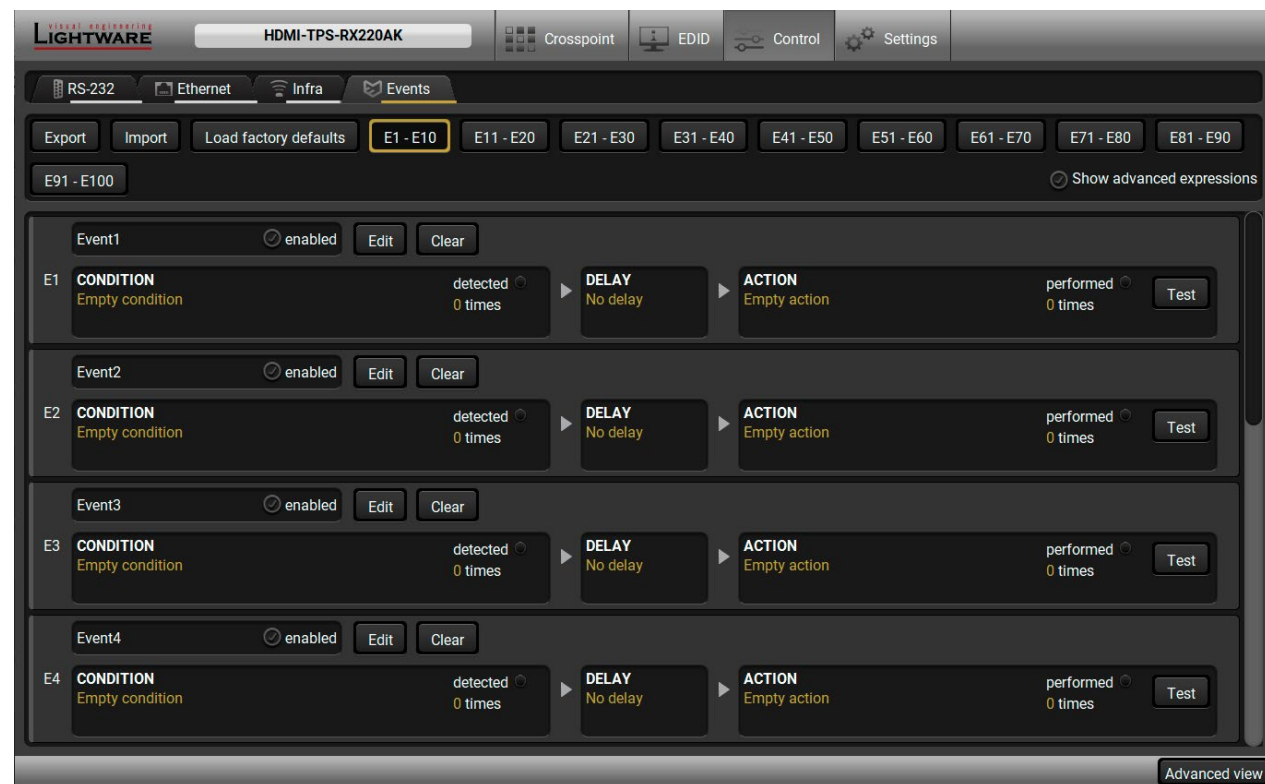 visual engineering
LIGHTWARE
HDMI-TPS-RX220AK
Crosspoint
EDID
Control
Settings
RS-232
Ethernet
Infra
Events
Export
Import
Load factory defaults
E1 - E10
E11 - E20
E21 - E30
E31 - E40
E41 - E50
E51 - E60
E61 - E70
E71 - E80
E81 - E90
E91 - E100
Show advanced expressions
Event1
enabled
Edit
Clear
E1
CONDITION
Empty condition
detected
0 times
DELAY
No delay
ACTION
Empty action
performed
0 times
Test
Event2
enabled
Edit
Clear
E2
CONDITION
Empty condition
detected
0 times
DELAY
No delay
ACTION
Empty action
performed
0 times
Test
Event3
enabled
Edit
Clear
E3
CONDITION
Empty condition
detected
0 times
DELAY
No delay
ACTION
Empty action
performed
0 times
Test
Event4
enabled
Edit
Clear
E4
CONDITION
Empty condition
detected
0 times
DELAY
No delay
ACTION
Empty action
performed
0 times
Test
Advanced view